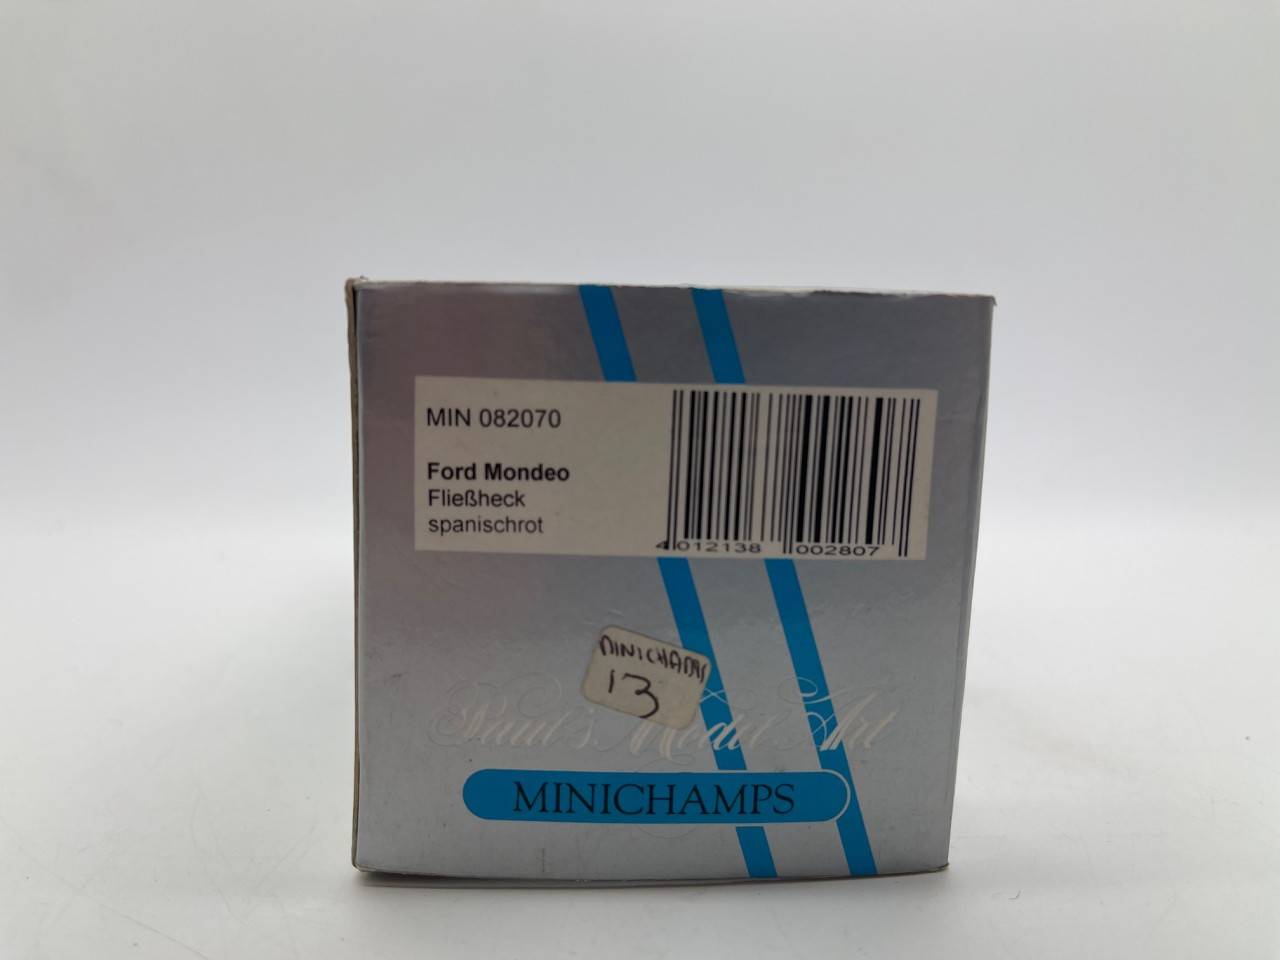 MIN 082070
Ford Mondeo
Fließheck
spanischrot
4 012138 002807
MINICHAMPS
13
Paul's Model Art
MINICHAMPS